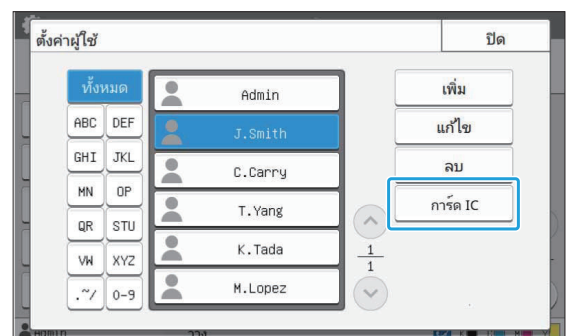 ตั้งค่าผู้ใช้ ปิด
ทั้งหมด
ABC DEF
GHI JKL
MN OP
QR STU
VW XYZ
.~/ 0-9
Admin
J.Smith
C.Carry
T.Yang
K.Tada
M.Lopez
เพิ่ม
แก้ไข
ลบ
การ์ด IC
1
1